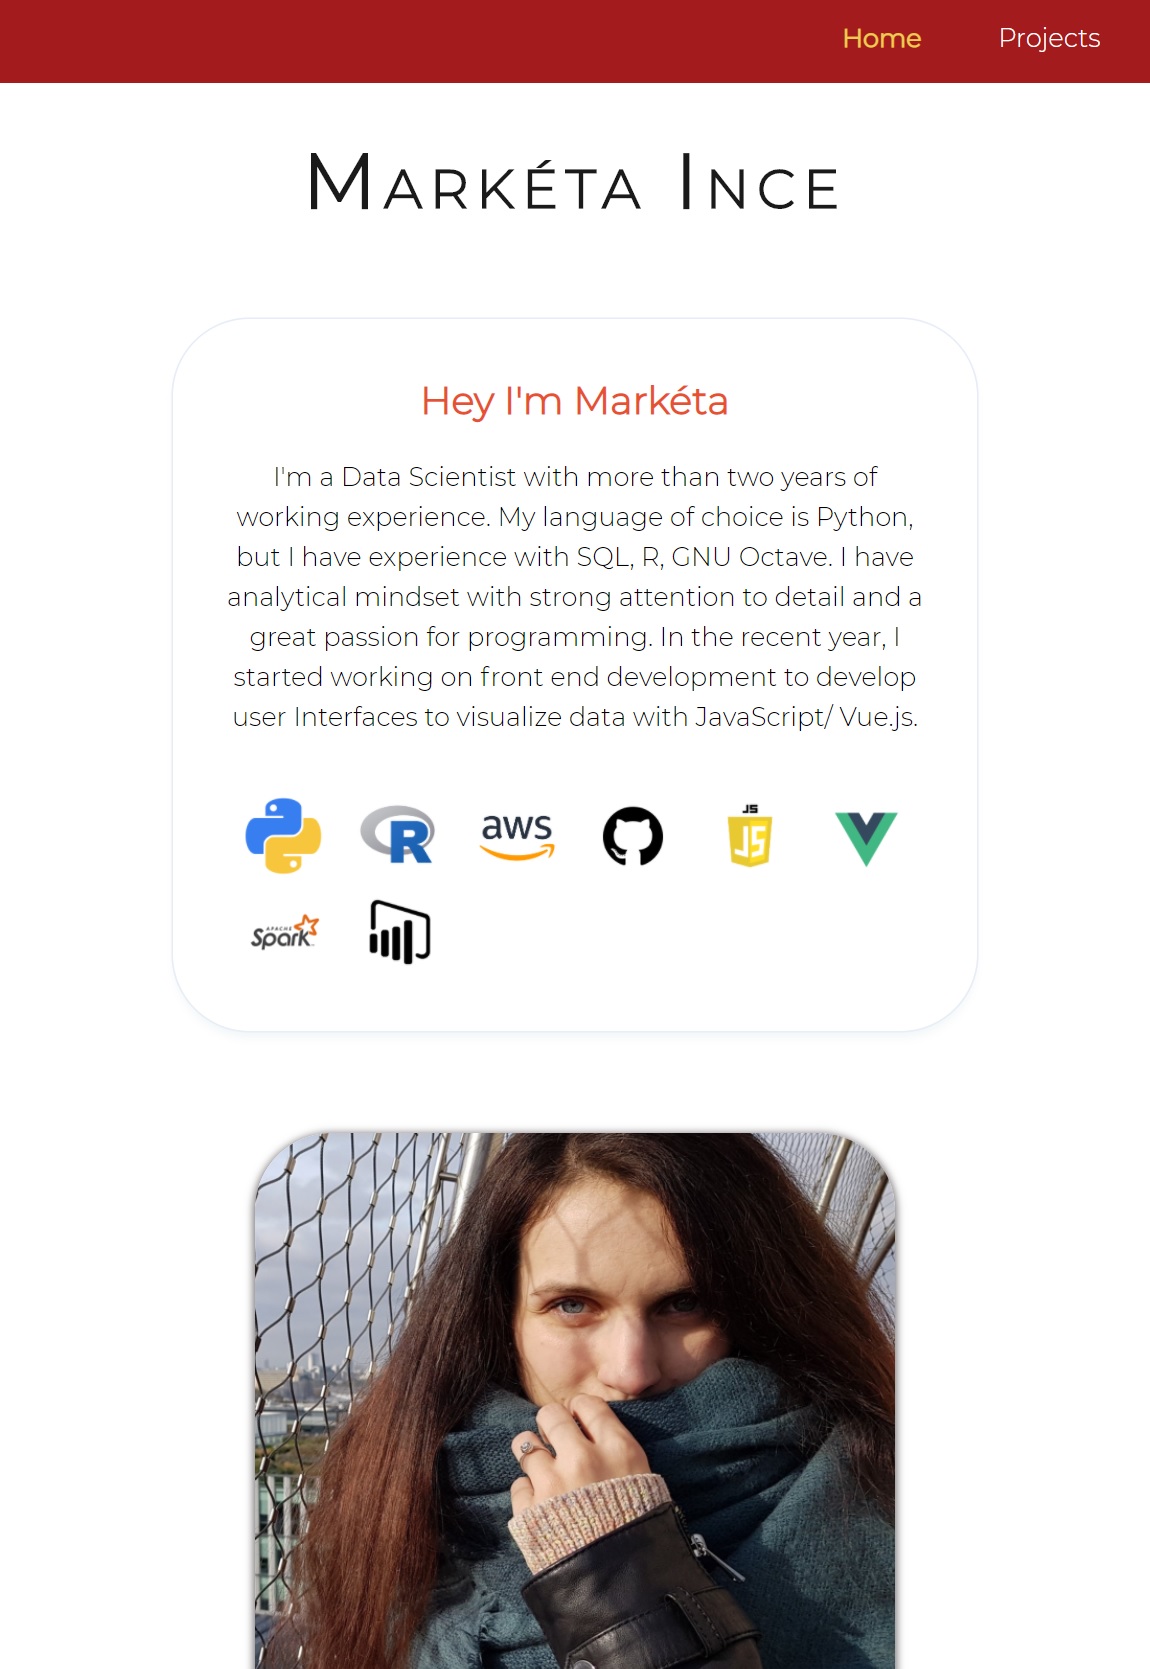 Home Projects
Markéta Ince
Hey I'm Markéta
I'm a Data Scientist with more than two years of
working experience. My language of choice is Python,
but I have experience with SQL, R, GNU Octave. I have
analytical mindset with strong attention to detail and a
great passion for programming. In the recent year, I
started working on front end development to develop
user Interfaces to visualize data with JavaScript/ Vue.js.
R
aws
JS
JS
APACHE
Spark